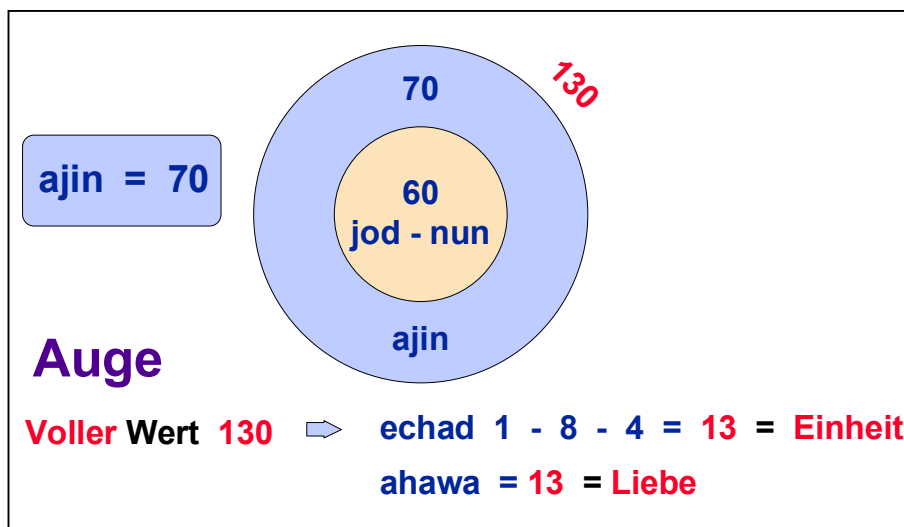 70
130
ajin = 70
60
jod - nun
ajin
Auge
Voller Wert 130
echad 1 - 8 - 4 = 13 = Einheit
ahawa = 13 = Liebe